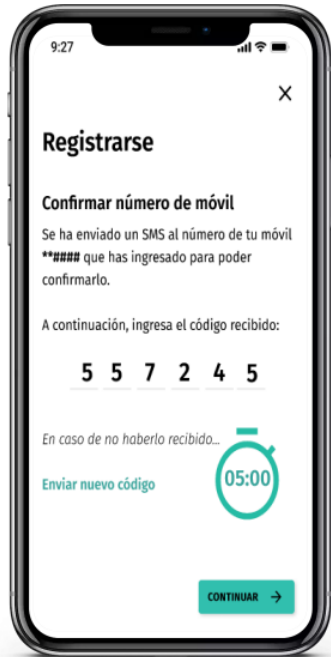 9:27
Registrarse
Confirmar número de móvil
Se ha enviado un SMS al número de tu móvil
**#### que has ingresado para poder
confirmarlo.
A continuación, ingresa el código recibido:
5 5 7 2 4 5
En caso de no haberlo recibido...
05:00
Enviar nuevo código
CONTINUAR →